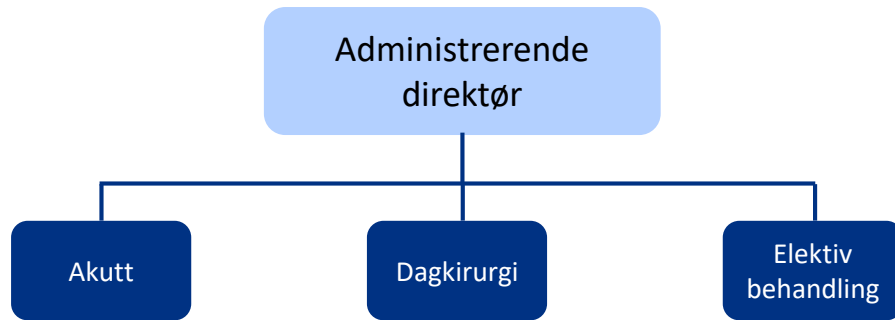 Administrerende
direktør
Akutt
Dagkirurgi
Elektiv
behandling